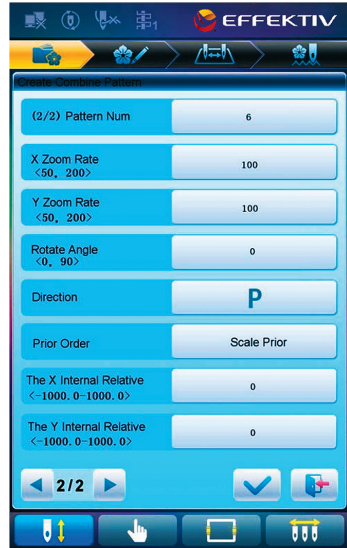 1
EFFEKTIV
Create Combine Pattern
(2/2) Pattern Num
6
X Zoom Rate
<50, 200>
100
Y Zoom Rate
<50, 200>
100
Rotate Angle
<0, 90>
0
Direction
P
Prior Order
Scale Prior
The X Internal Relative
<-1000.0-1000.0>
0
The Y Internal Relative
<-1000.0-1000.0>
0
2/2